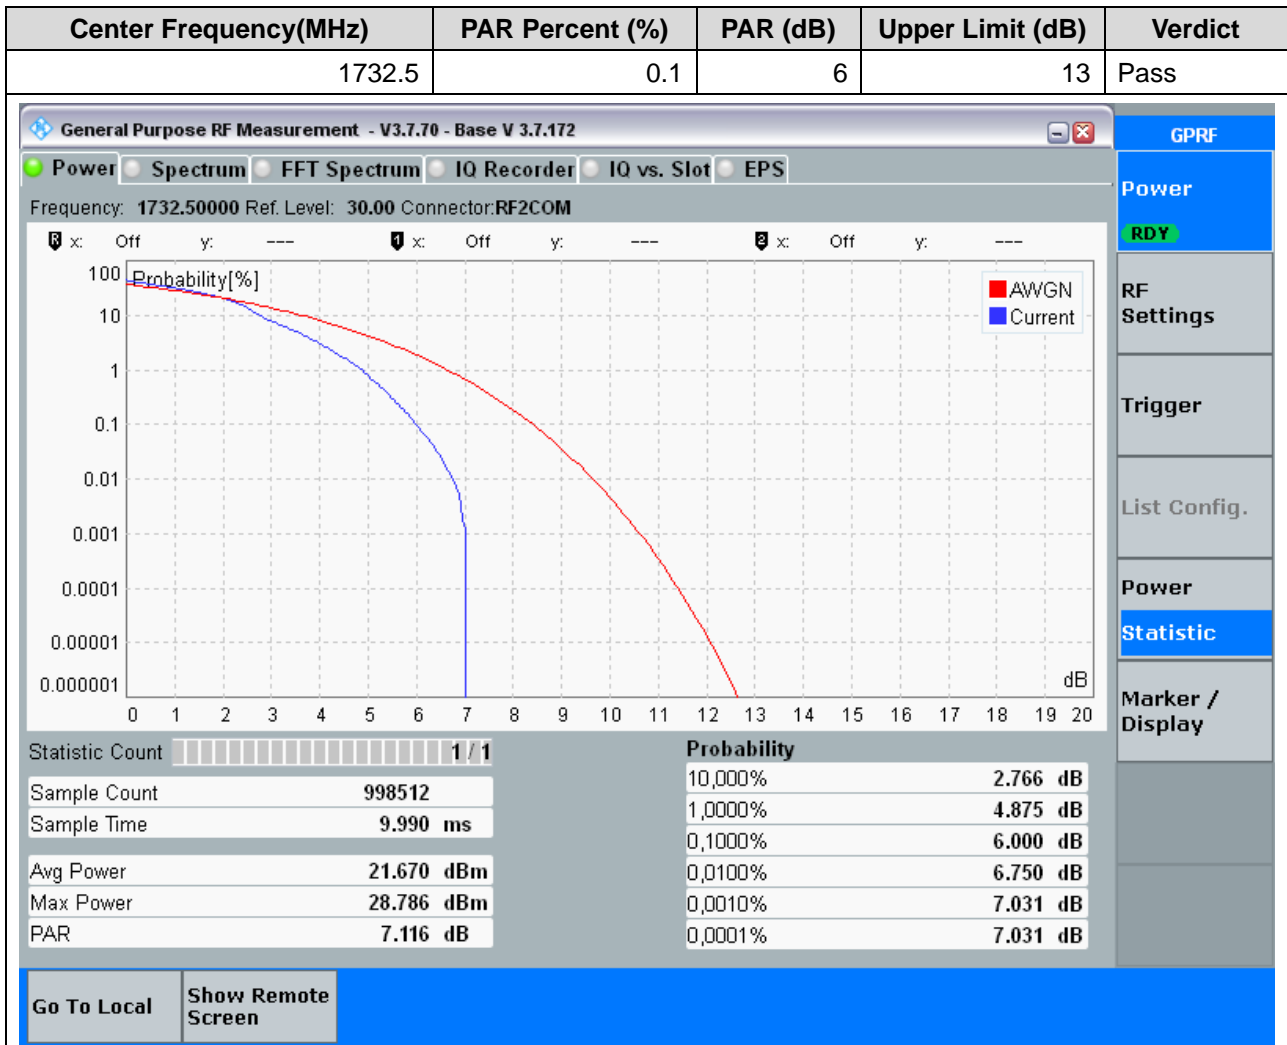 Center Frequency(MHz) PAR Percent (%) PAR (dB) Upper Limit (dB) Verdict
1732.5 0.1 6 13 Pass
General Purpose RF Measurement - V3.7.70 - Base V 3.7.172
GPRF
Power Spectrum FFT Spectrum IQ Recorder IQ vs. Slot EPS
Frequency: 1732.50000 Ref. Level: 30.00 Connector:RF2COM
R x: Off y: --- 1 x: Off y: --- 2 x: Off y: ---
Probability[%]
AWGN
Current
100
10
1
0.1
0.01
0.001
0.0001
0.00001
0.000001
dB
0 1 2 3 4 5 6 7 8 9 10 11 12 13 14 15 16 17 18 19 20
Statistic Count 1 / 1
Sample Count 998512
Sample Time 9.990 ms
Avg Power 21.670 dBm
Max Power 28.786 dBm
PAR 7.116 dB
Probability
10,000% 2.766 dB
1,0000% 4.875 dB
0,1000% 6.000 dB
0,0100% 6.750 dB
0,0010% 7.031 dB
0,0001% 7.031 dB
Power
RDY
RF
Settings
Trigger
List Config.
Power
Statistic
Marker /
Display
Go To Local
Show Remote
Screen